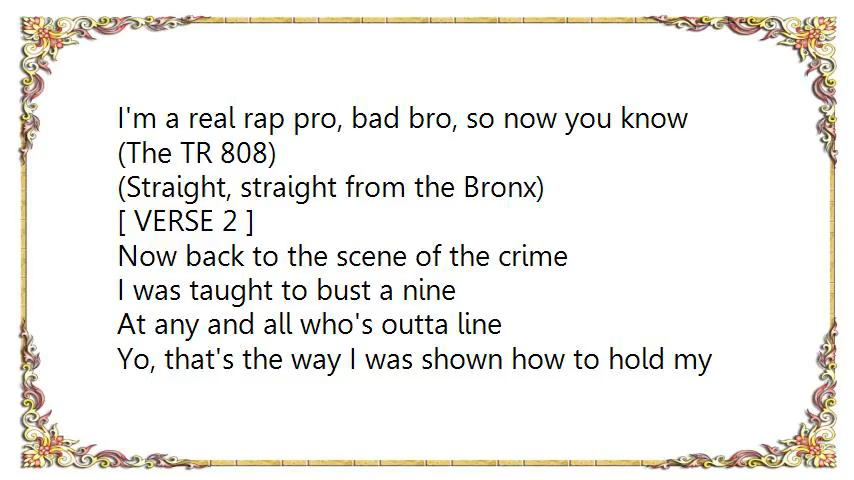 I'm a real rap pro, bad bro, so now you know
(The TR 808)
(Straight, straight from the Bronx)
[ VERSE 2 ]
Now back to the scene of the crime
I was taught to bust a nine
At any and all who's outta line
Yo, that's the way I was shown how to hold my